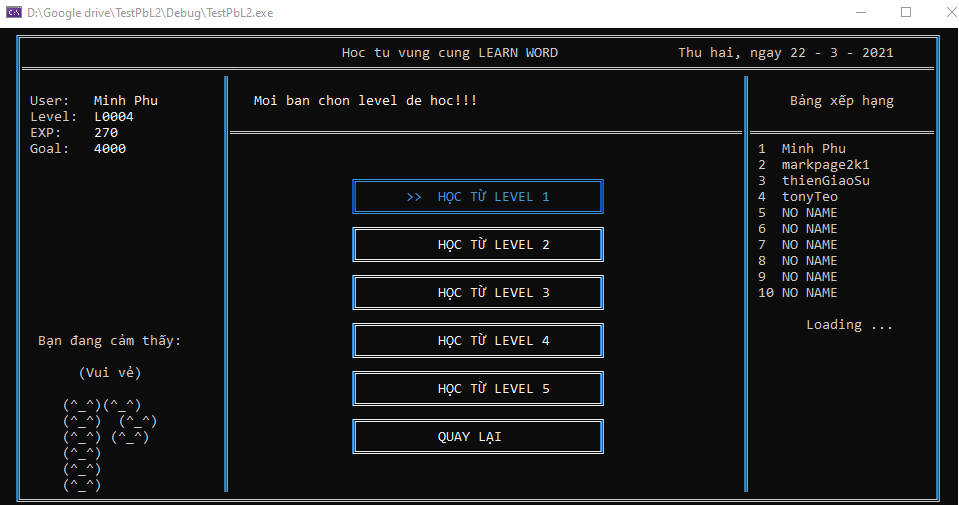 D:\Google drive\TestPbL2\Debug\TestPbL2.exe
Hoc tu vung cung LEARN WORD
Thu hai, ngay 22 - 3 - 2021
User: Minh Phu
Level: L0004
EXP: 270
Goal: 4000
Bạn đang cảm thấy:
(Vui vẻ)
(^_^)(^_^)
(^_^)  (^_^)
(^_^) (^_^)
(^_^)
(^_^)
(^_^)
Moi ban chon level de hoc!!!
>> HỌC TỪ LEVEL 1
HỌC TỪ LEVEL 2
HỌC TỪ LEVEL 3
HỌC TỪ LEVEL 4
HỌC TỪ LEVEL 5
QUAY LẠI
Bảng xếp hạng
1 Minh Phu
2 markpage2k1
3 thienGiaoSu
4 tonyTeo
5 NO NAME
6 NO NAME
7 NO NAME
8 NO NAME
9 NO NAME
10 NO NAME
Loading ...